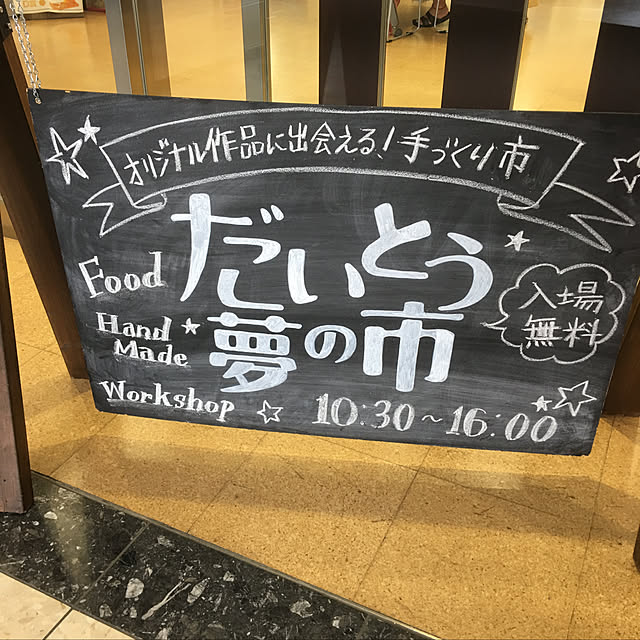 オリジナル作品に出会える、!手づくり市
だいとう
夢の市
Food
Hand
Made
Workshop
入場
無料
10:30~16:00